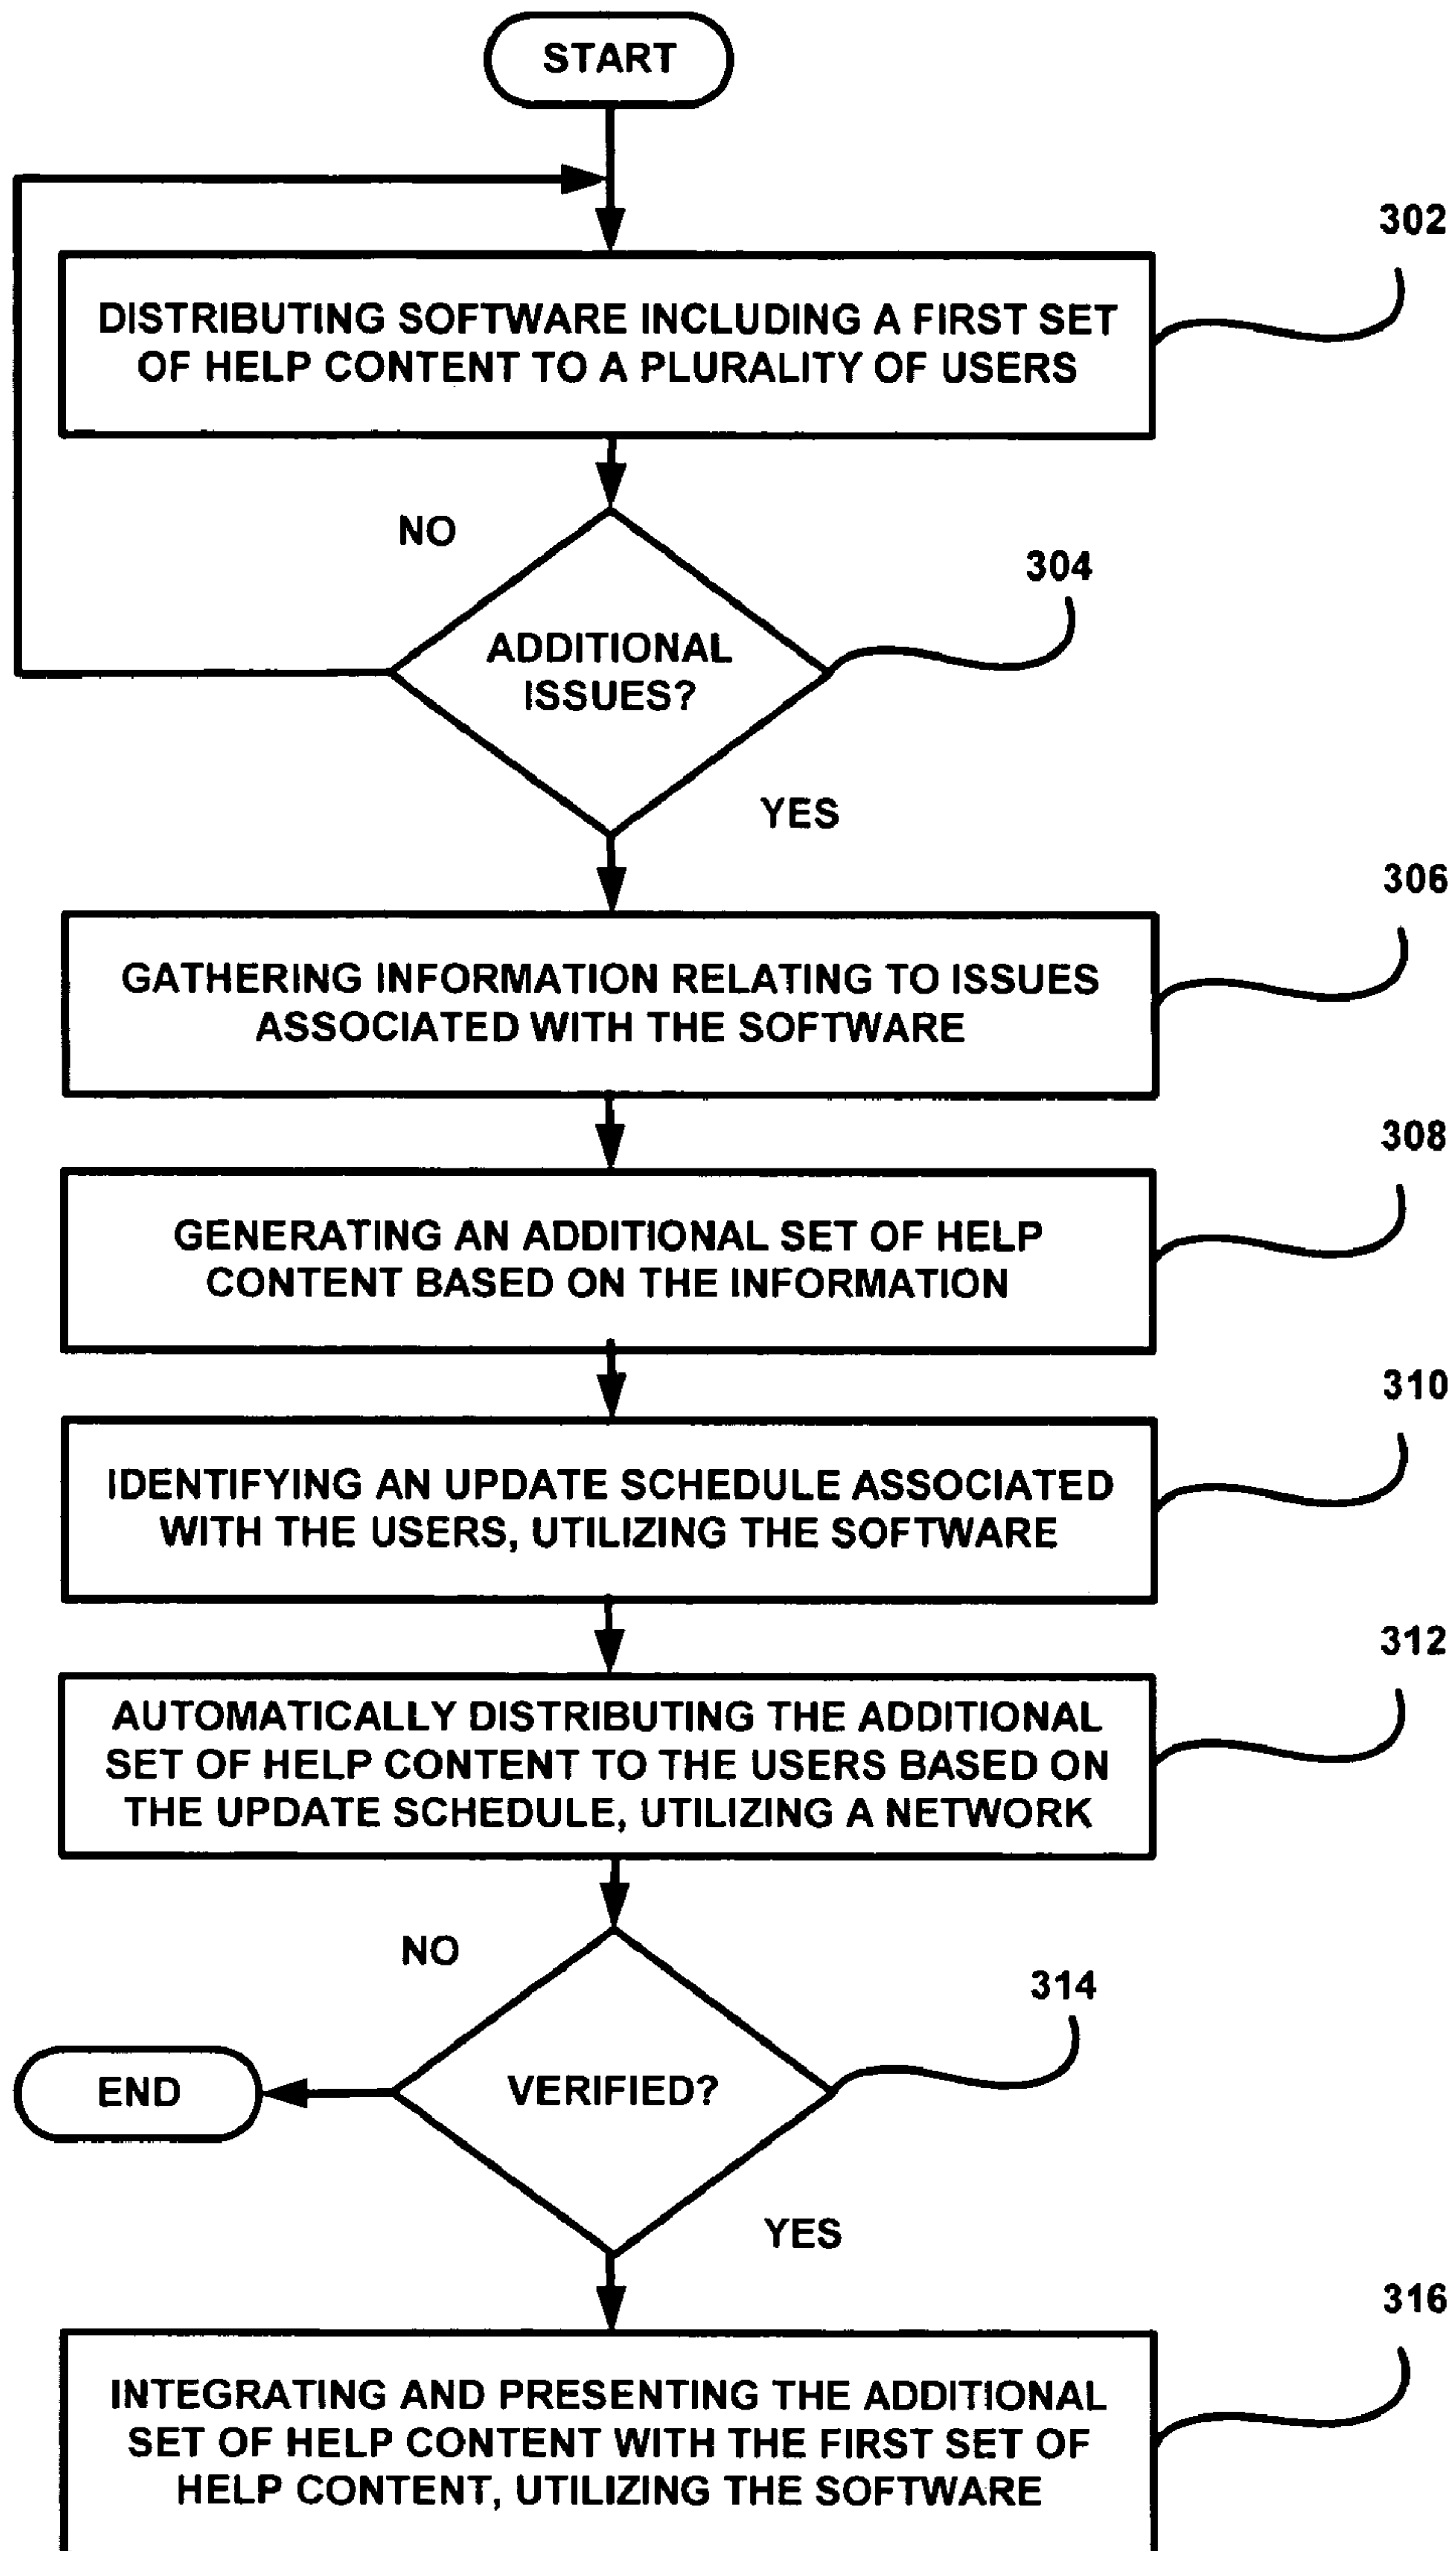 START
302
DISTRIBUTING SOFTWARE INCLUDING A FIRST SET
OF HELP CONTENT TO A PLURALITY OF USERS
NO
304
ADDITIONAL
ISSUES?
YES
306
GATHERING INFORMATION RELATING TO ISSUES
ASSOCIATED WITH THE SOFTWARE
308
GENERATING AN ADDITIONAL SET OF HELP
CONTENT BASED ON THE INFORMATION
310
IDENTIFYING AN UPDATE SCHEDULE ASSOCIATED
WITH THE USERS, UTILIZING THE SOFTWARE
312
AUTOMATICALLY DISTRIBUTING THE ADDITIONAL
SET OF HELP CONTENT TO THE USERS BASED ON
THE UPDATE SCHEDULE, UTILIZING A NETWORK
NO
314
END
VERIFIED?
YES
316
INTEGRATING AND PRESENTING THE ADDITIONAL
SET OF HELP CONTENT WITH THE FIRST SET OF
HELP CONTENT, UTILIZING THE SOFTWARE